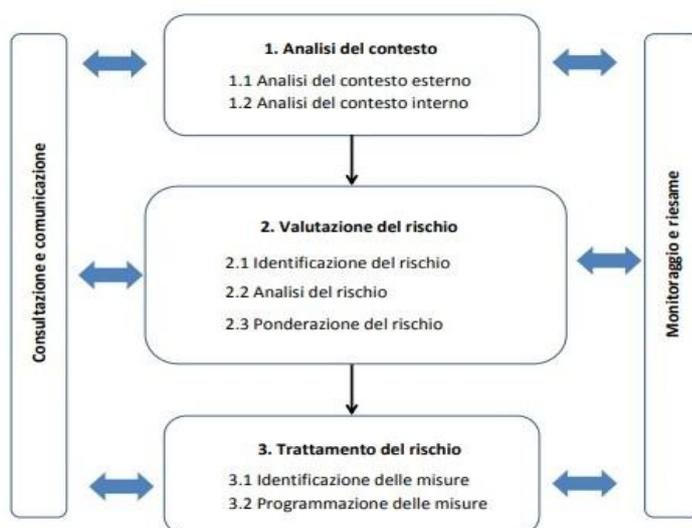 Consultazione e comunicazione
1. Analisi del contesto
1.1 Analisi del contesto esterno
1.2 Analisi del contesto interno
2. Valutazione del rischio
2.1 Identificazione del rischio
2.2 Analisi del rischio
2.3 Ponderazione del rischio
3. Trattamento del rischio
3.1 Identificazione delle misure
3.2 Programmazione delle misure
Monitoraggio e riesame